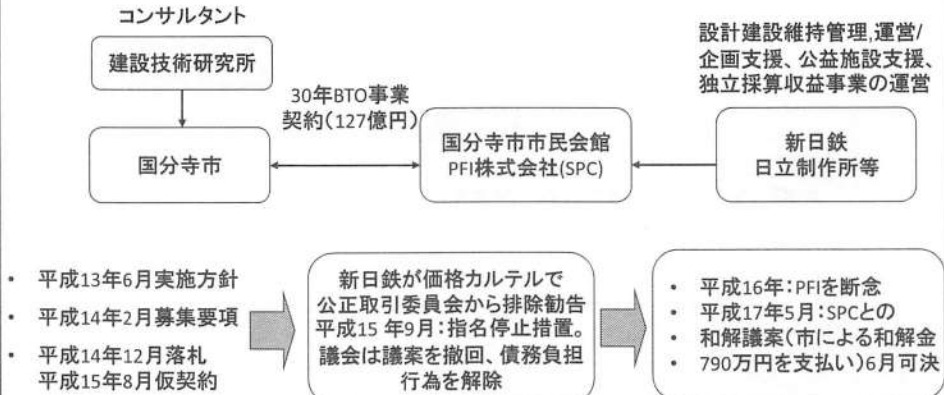 コンサルタント
建設技術研究所
国分寺市
30年BTO事業
契約(127億円)
国分寺市市民会館
PFI株式会社(SPC)
設計建設維持管理,運営/
企画支援、公益施設支援、
独立採算収益事業の運営
新日鉄
日立制作所等
• 平成13年6月実施方針
• 平成14年2月募集要項
• 平成14年12月落札
平成15年8月仮契約
新日鉄が価格カルテルで
公正取引委員会から排除勧告
平成15年9月:指名停止措置。
議会は議案を撤回、債務負担
行為を解除
• 平成16年:PFIを断念
• 平成17年5月:SPCとの
• 和解議案(市による和解金
• 790万円を支払い)6月可決